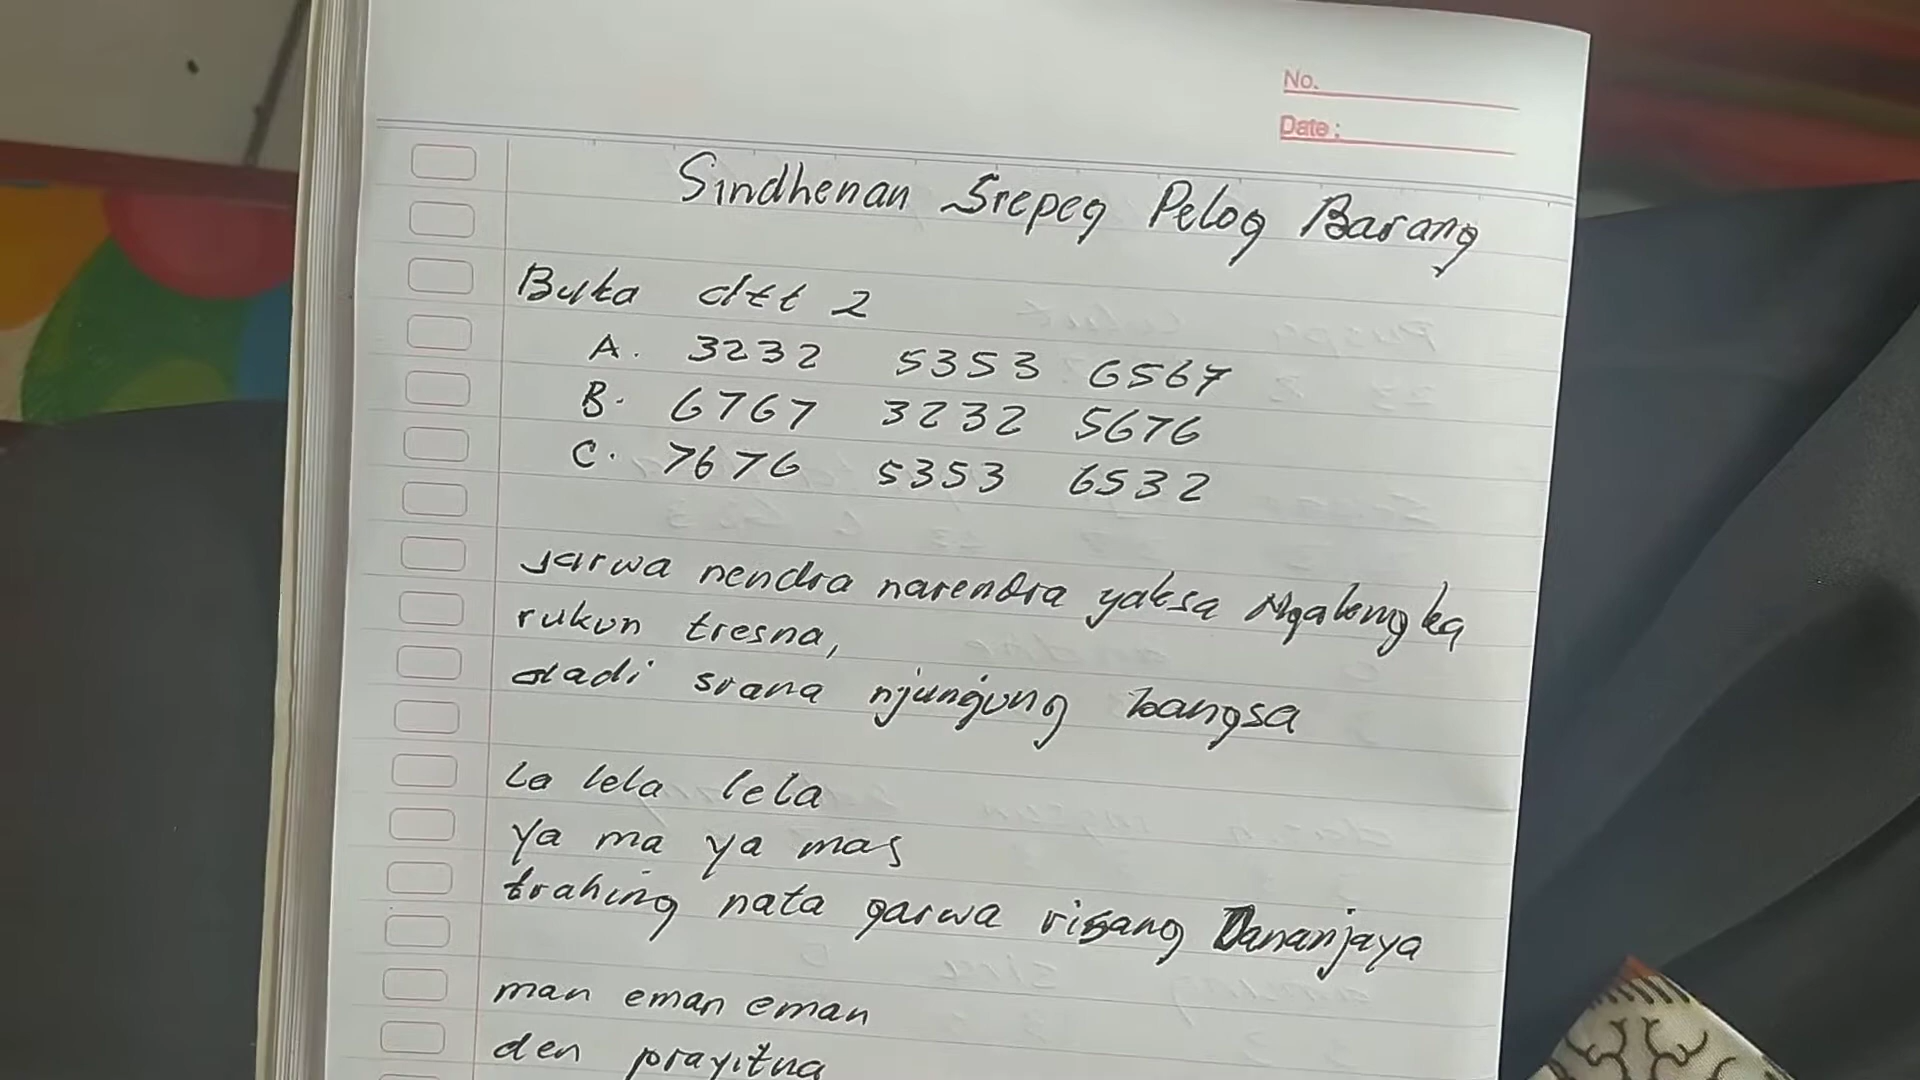 No.
Date :
Sindhenan Srepeg Pelog Barang
Buka dtt 2
A. 3232 5353 6567
B. 6767 3232 5676
C. 7676 5353 6532
sarwa nendra narendra yaksa Ngalengka
rukun tresna,
dadi srana njungjung bangsa
La lela lela
Ya ma ya mas
trahing nata garwa risang Dananjaya
man eman eman
den prayitna